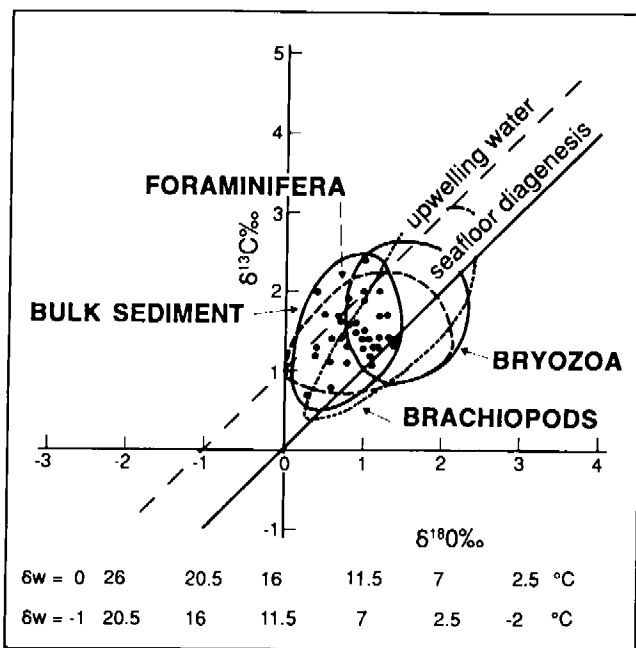 5
4
upwelling water
seafloor diagenesis
FORAMINIFERA
3
δ¹³C‰
2
BULK SEDIMENT
BRYOZOA
1
BRACHIOPODS
-3 -2 -1 0 1 2 3 4
-1
δ¹⁸O‰
δw = 0 26 20.5 16 11.5 7 2.5 °C
δw = -1 20.5 16 11.5 7 2.5 -2 °C